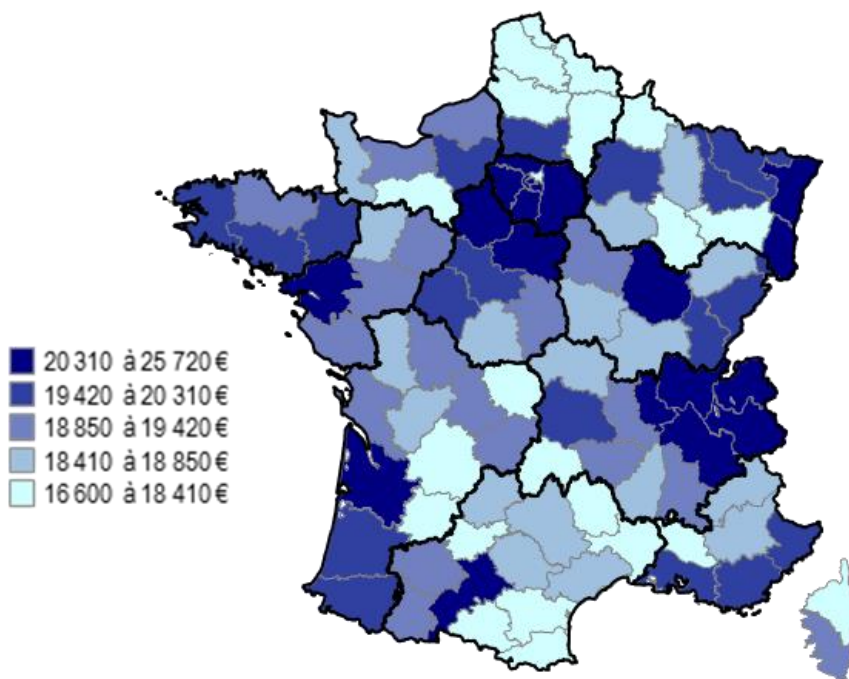 20 310 à 25 720 €
19 420 à 20 310 €
18 850 à 19 420 €
18 410 à 18 850 €
16 600 à 18 410 €